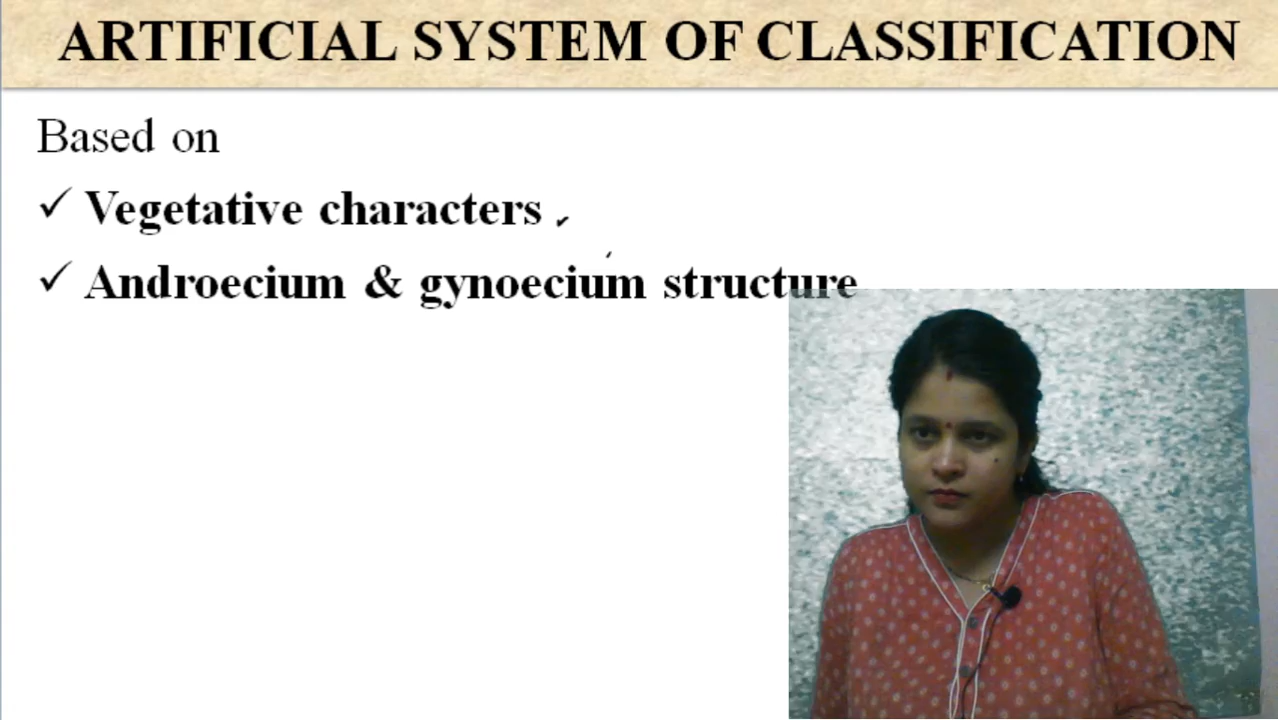 ARTIFICIAL SYSTEM OF CLASSIFICATION
Based on
✓ Vegetative characters
✓ Androecium & gynoecium structure